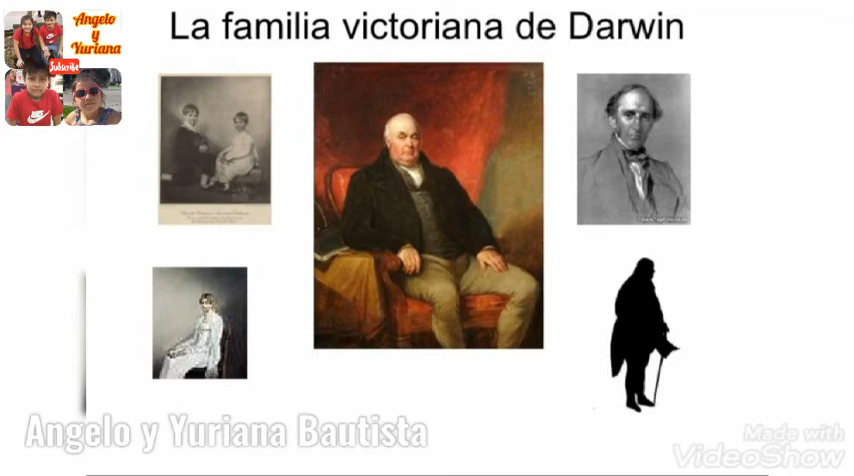 La familia victoriana de Darwin
Angelo
y
Yuriana
Subscribe
Angelo y Yuriana Bautista
Made with
VideoShow